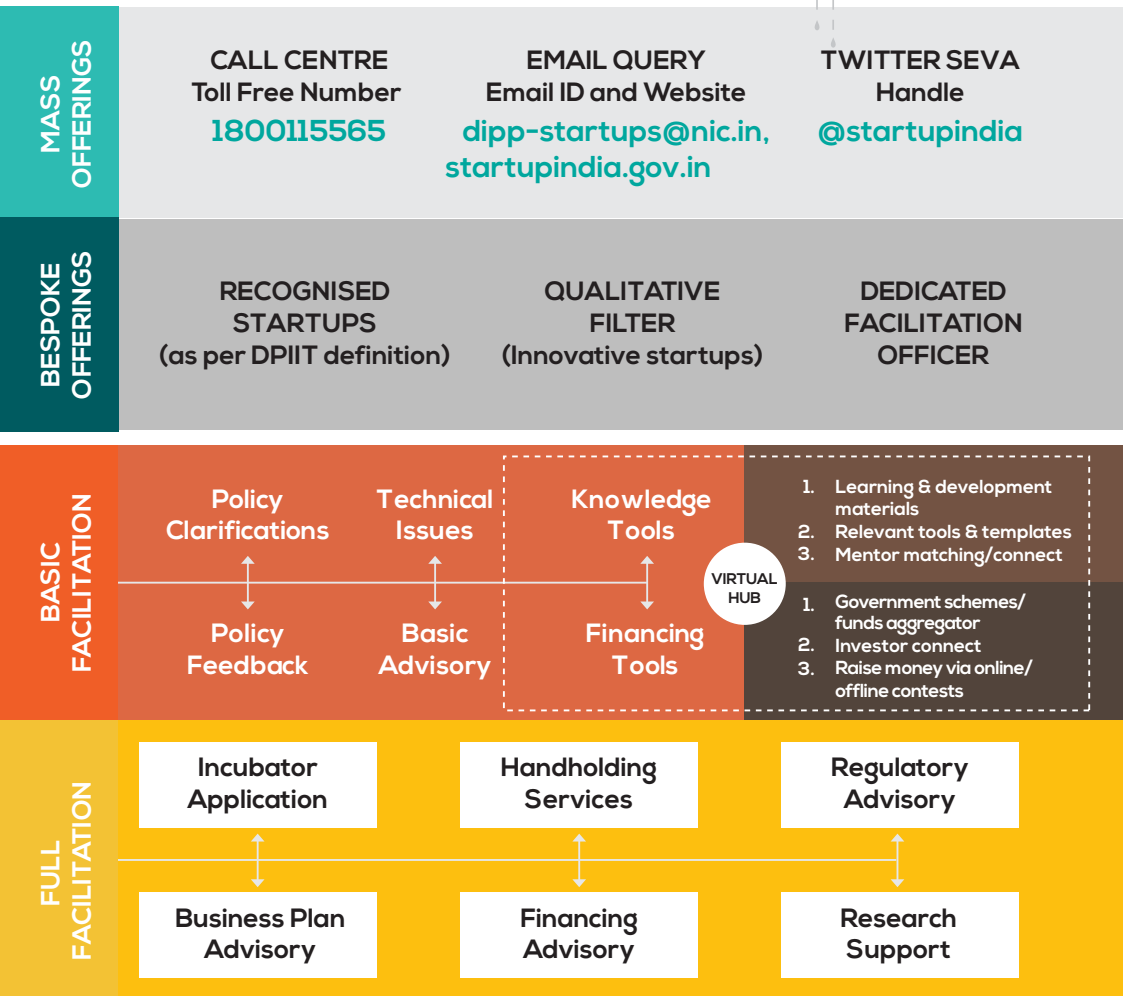 MASS
OFFERINGS
CALL CENTRE
Toll Free Number
1800115565
EMAIL QUERY
Email ID and Website
dipp-startups@nic.in,
startupindia.gov.in
TWITTER SEVA
Handle
@startupindia
BESPOKE
OFFERINGS
RECOGNISED
STARTUPS
(as per DPIIT definition)
QUALITATIVE
FILTER
(Innovative startups)
DEDICATED
FACILITATION
OFFICER
BASIC
FACILITATION
Policy
Clarifications
Technical
Issues
Knowledge
Tools
Policy
Feedback
Basic
Advisory
Financing
Tools
VIRTUAL
HUB
1. Learning & development
materials
2. Relevant tools & templates
3. Mentor matching/connect
1. Government schemes/
funds aggregator
2. Investor connect
3. Raise money via online/
offline contests
FULL
FACILITATION
Incubator
Application
Handholding
Services
Regulatory
Advisory
Business Plan
Advisory
Financing
Advisory
Research
Support